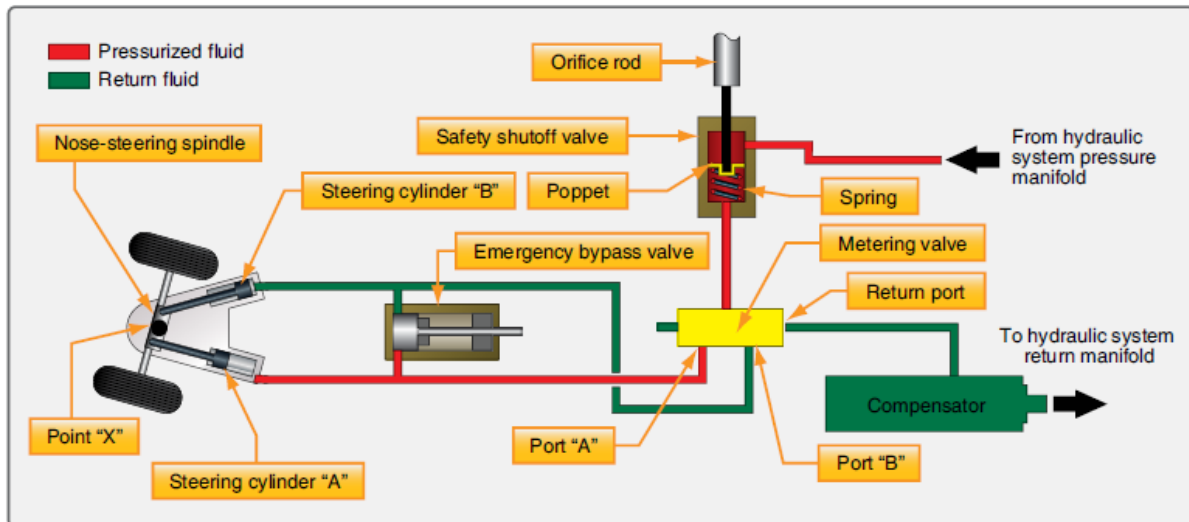 Pressurized fluid
Return fluid
Orifice rod
Safety shutoff valve
From hydraulic
system pressure
manifold
Nose-steering spindle
Steering cylinder “B”
Poppet
Spring
Emergency bypass valve
Metering valve
Return port
To hydraulic system
return manifold
Compensator
Point “X”
Port “A”
Port “B”
Steering cylinder “A”